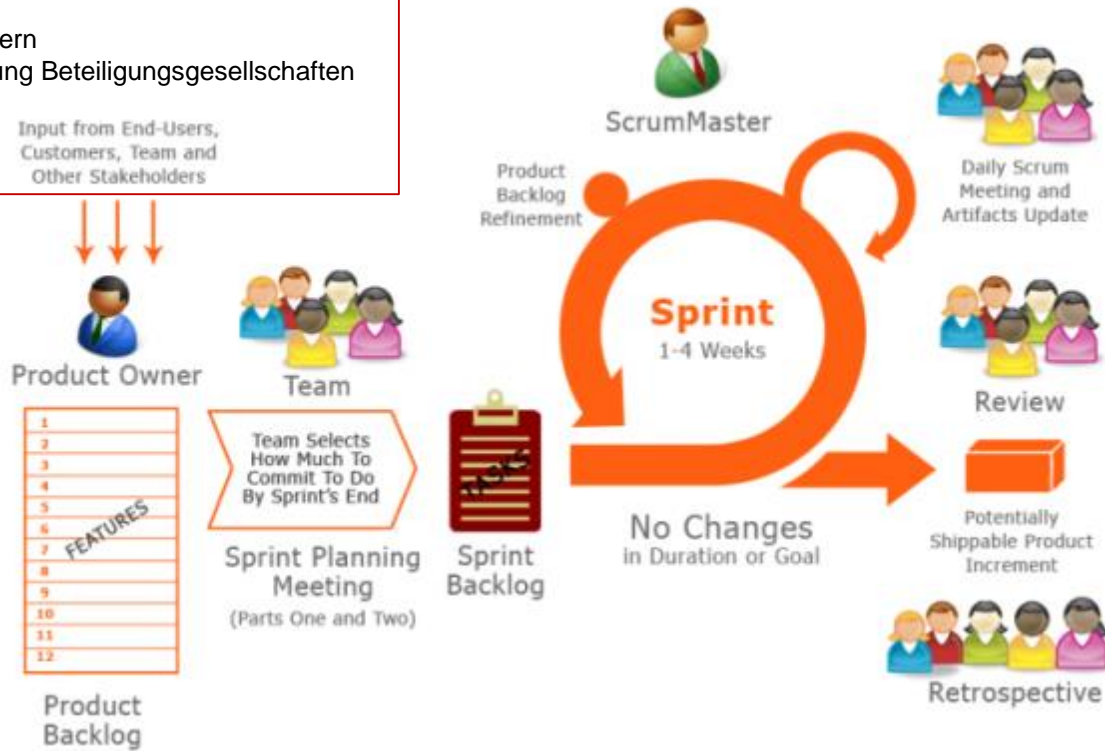 Beteiligungsgesellschaften
Input from End-Users,
Customers, Team and
Other Stakeholders
Product Owner
1
2
3
4
5
6
7
8
9
10
11
12
FEATURES
Product
Backlog
Team
Team Selects
How Much To
Commit To Do
By Sprint's End
Sprint Planning
Meeting
(Parts One and Two)
TASKS
Sprint
Backlog
ScrumMaster
Product
Backlog
Refinement
Sprint
1-4 Weeks
No Changes
in Duration or Goal
Daily Scrum
Meeting and
Artifacts Update
Review
Potentially
Shippable Product
Increment
Retrospective